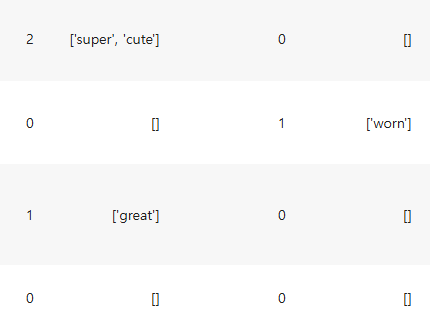 2 ['super', 'cute'] 0 []
0 [] 1 ['worn']
1 ['great'] 0 []
0 [] 0 []